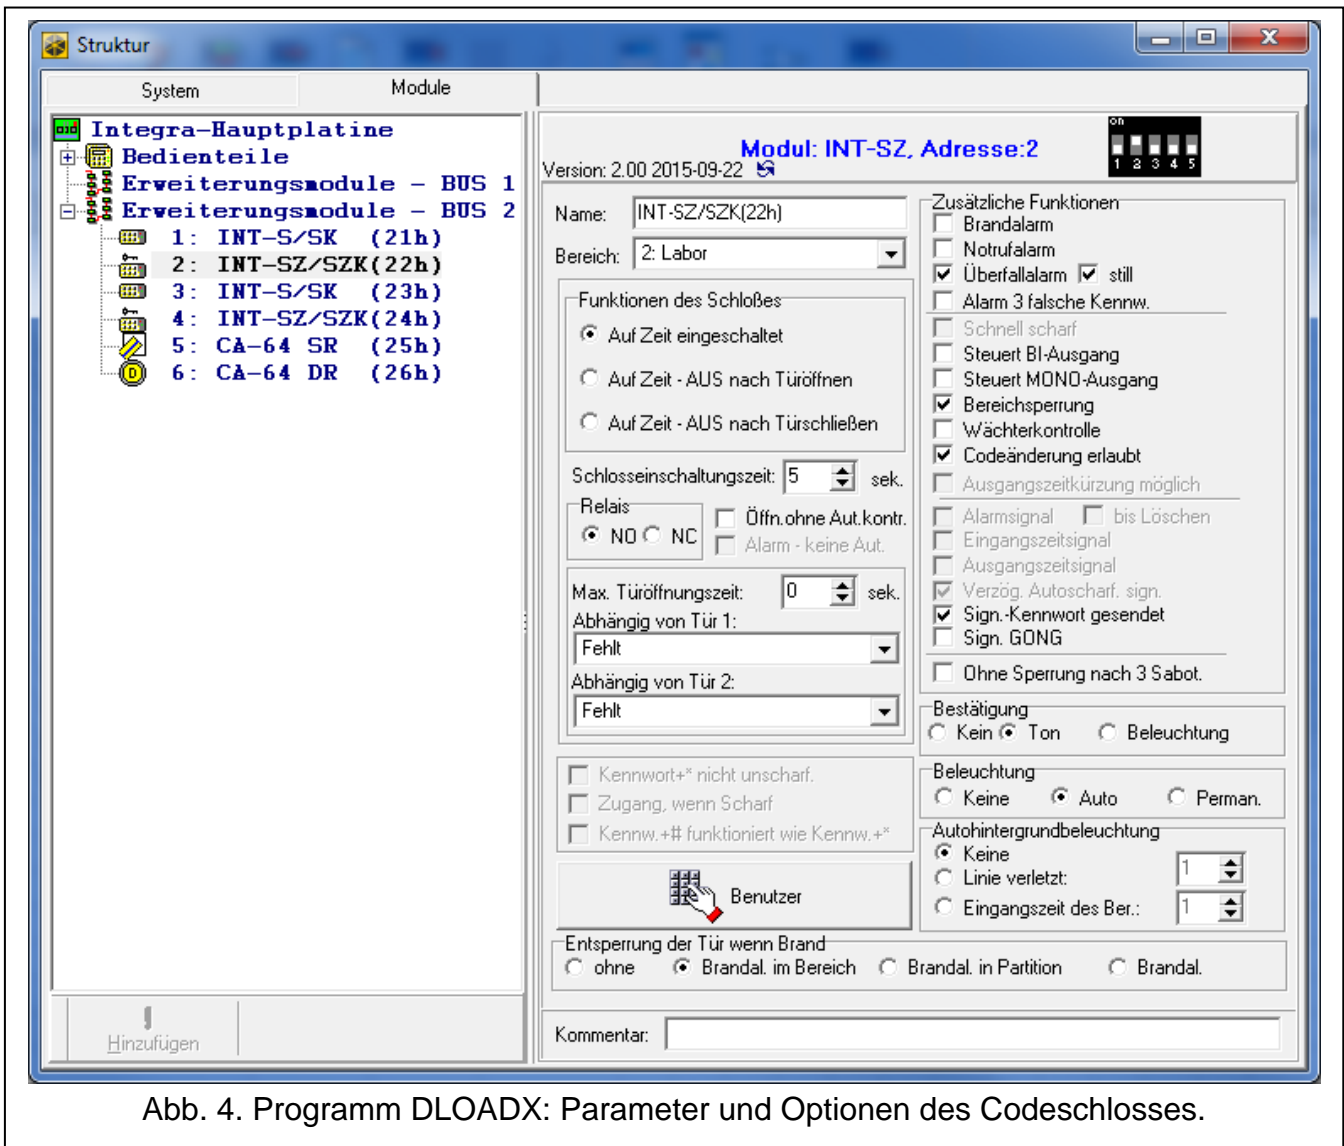 Struktur
System
Module
Integra-Hauptplatine
Bedienteile
Erweiterungsmodule - BUS 1
Erweiterungsmodule - BUS 2
1: INT-S/SK (21h)
2: INT-SZ/SZK(22h)
3: INT-S/SK (23h)
4: INT-SZ/SZK(24h)
5: CA-64 SR (25h)
6: CA-64 DR (26h)
Hinzufügen
Modul: INT-SZ, Adresse:2
Version: 2.00 2015-09-22
on
1 2 3 4 5
Name: INT-SZ/SZK(22h)
Bereich: 2: Labor
Funktionen des Schloßes
Auf Zeit eingeschaltet
Auf Zeit - AUS nach Türöffnen
Auf Zeit - AUS nach Türschließen
Schlosseinschaltungszeit: 5 sek.
Relais
NO NC
Öffn.ohne Aut.kontr.
Alarm - keine Aut.
Max. Türöffnungszeit: 0 sek.
Abhängig von Tür 1:
Fehlt
Abhängig von Tür 2:
Fehlt
Kennwort+* nicht unscharf.
Zugang, wenn Scharf
Kennw.+# funktioniert wie Kennw.+*
Benutzer
Zusätzliche Funktionen
Brandalarm
Notrufalarm
Überfallalarm still
Alarm 3 falsche Kennw.
Schnell scharf
Steuert BI-Ausgang
Steuert MONO-Ausgang
Bereichsperrung
Wächterkontrolle
Codeänderung erlaubt
Ausgangszeitkürzung möglich
Alarmsignal bis Löschen
Eingangszeitsignal
Ausgangszeitsignal
Verzög. Autoscharf. sign.
Sign.-Kennwort gesendet
Sign. GONG
Ohne Sperrung nach 3 Sabot.
Bestätigung
Kein Ton Beleuchtung
Beleuchtung
Keine Auto Perman.
Autohintergrundbeleuchtung
Keine
Linie verletzt: 1
Eingangszeit des Ber.: 1
Entsperrung der Tür wenn Brand
ohne Brandal. im Bereich Brandal. in Partition Brandal.
Kommentar:
Abb. 4. Programm DLOADX: Parameter und Optionen des Codeschlosses.